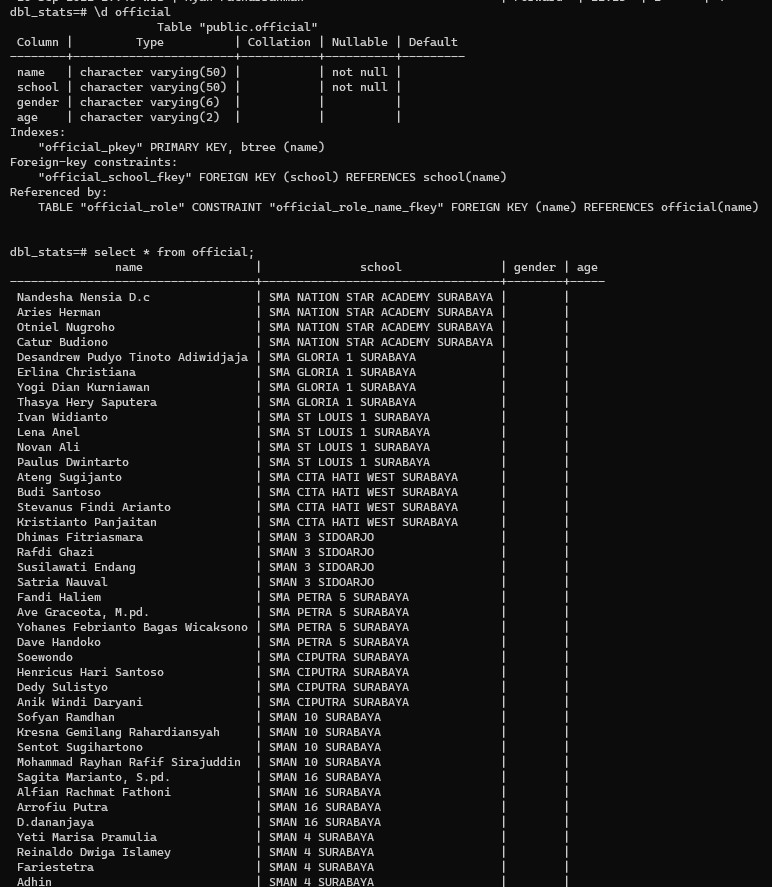 dbl_stats=# \d official
Table "public.official"
Column | Type | Collation | Nullable | Default
--------+-----------------------+-----------+----------+---------
name | character varying(50) | | not null |
school | character varying(50) | | not null |
gender | character varying(6) | | |
age | character varying(2) | | |
Indexes:
"official_pkey" PRIMARY KEY, btree (name)
Foreign-key constraints:
"official_school_fkey" FOREIGN KEY (school) REFERENCES school(name)
Referenced by:
TABLE "official_role" CONSTRAINT "official_role_name_fkey" FOREIGN KEY (name) REFERENCES official(name)
dbl_stats=# select * from official;
name | school | gender | age
-----------------------------------+----------------------------------+--------+-----
Nandesha Nensia D.c | SMA NATION STAR ACADEMY SURABAYA | |
Aries Herman | SMA NATION STAR ACADEMY SURABAYA | |
Otniel Nugroho | SMA NATION STAR ACADEMY SURABAYA | |
Catur Budiono | SMA NATION STAR ACADEMY SURABAYA | |
Desandrew Pudyo Tinoto Adiwidjaja | SMA GLORIA 1 SURABAYA | |
Erlina Christiana | SMA GLORIA 1 SURABAYA | |
Yogi Dian Kurniawan | SMA GLORIA 1 SURABAYA | |
Thasya Hery Saputera | SMA GLORIA 1 SURABAYA | |
Ivan Widianto | SMA ST LOUIS 1 SURABAYA | |
Lena Anel | SMA ST LOUIS 1 SURABAYA | |
Novan Ali | SMA ST LOUIS 1 SURABAYA | |
Paulus Dwintarto | SMA ST LOUIS 1 SURABAYA | |
Ateng Sugijanto | SMA CITA HATI WEST SURABAYA | |
Budi Santoso | SMA CITA HATI WEST SURABAYA | |
Stevanus Findi Arianto | SMA CITA HATI WEST SURABAYA | |
Kristianto Panjaitan | SMA CITA HATI WEST SURABAYA | |
Dhimas Fitriasmara | SMAN 3 SIDOARJO | |
Rafdi Ghazi | SMAN 3 SIDOARJO | |
Susilawati Endang | SMAN 3 SIDOARJO | |
Satria Nauval | SMAN 3 SIDOARJO | |
Fandi Haliem | SMA PETRA 5 SURABAYA | |
Ave Graceota, M.pd. | SMA PETRA 5 SURABAYA | |
Yohanes Febrianto Bagas Wicaksono | SMA PETRA 5 SURABAYA | |
Dave Handoko | SMA PETRA 5 SURABAYA | |
Soewondo | SMA CIPUTRA SURABAYA | |
Henricus Hari Santoso | SMA CIPUTRA SURABAYA | |
Dedy Sulistyo | SMA CIPUTRA SURABAYA | |
Anik Windi Daryani | SMA CIPUTRA SURABAYA | |
Sofyan Ramdhan | SMAN 10 SURABAYA | |
Kresna Gemilang Rahardiansyah | SMAN 10 SURABAYA | |
Sentot Sugihartono | SMAN 10 SURABAYA | |
Mohammad Rayhan Rafif Sirajuddin | SMAN 10 SURABAYA | |
Sagita Marianto, S.pd. | SMAN 16 SURABAYA | |
Alfian Rachmat Fathoni | SMAN 16 SURABAYA | |
Arrofiu Putra | SMAN 16 SURABAYA | |
D.dananjaya | SMAN 16 SURABAYA | |
Yeti Marisa Pramulia | SMAN 4 SURABAYA | |
Reinaldo Dwiga Islamey | SMAN 4 SURABAYA | |
Fariestetra | SMAN 4 SURABAYA | |
Adhin | SMAN 4 SURABAYA | |